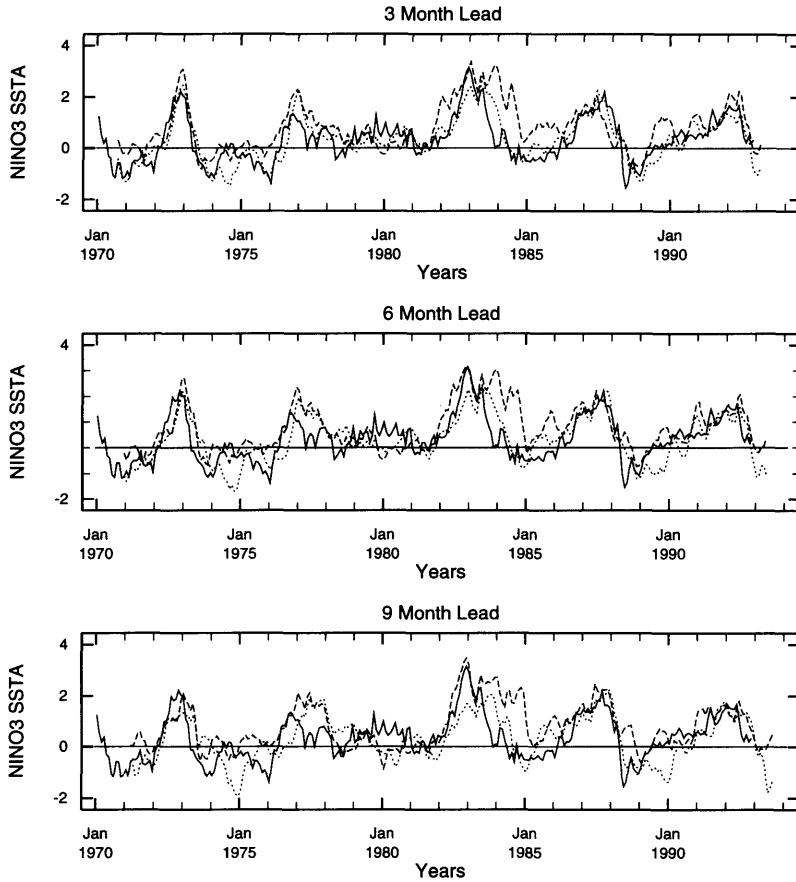 3 Month Lead
NINO3 SSTA
4
2
0
-2
Jan Jan Jan Jan Jan
1970 1975 1980 1985 1990
Years
6 Month Lead
NINO3 SSTA
4
-2
Jan Jan Jan Jan Jan
1970 1975 1980 1985 1990
Years
9 Month Lead
NINO3 SSTA
4
2
0
-2
Jan Jan Jan Jan Jan
1970 1975 1980 1985 1990
Years